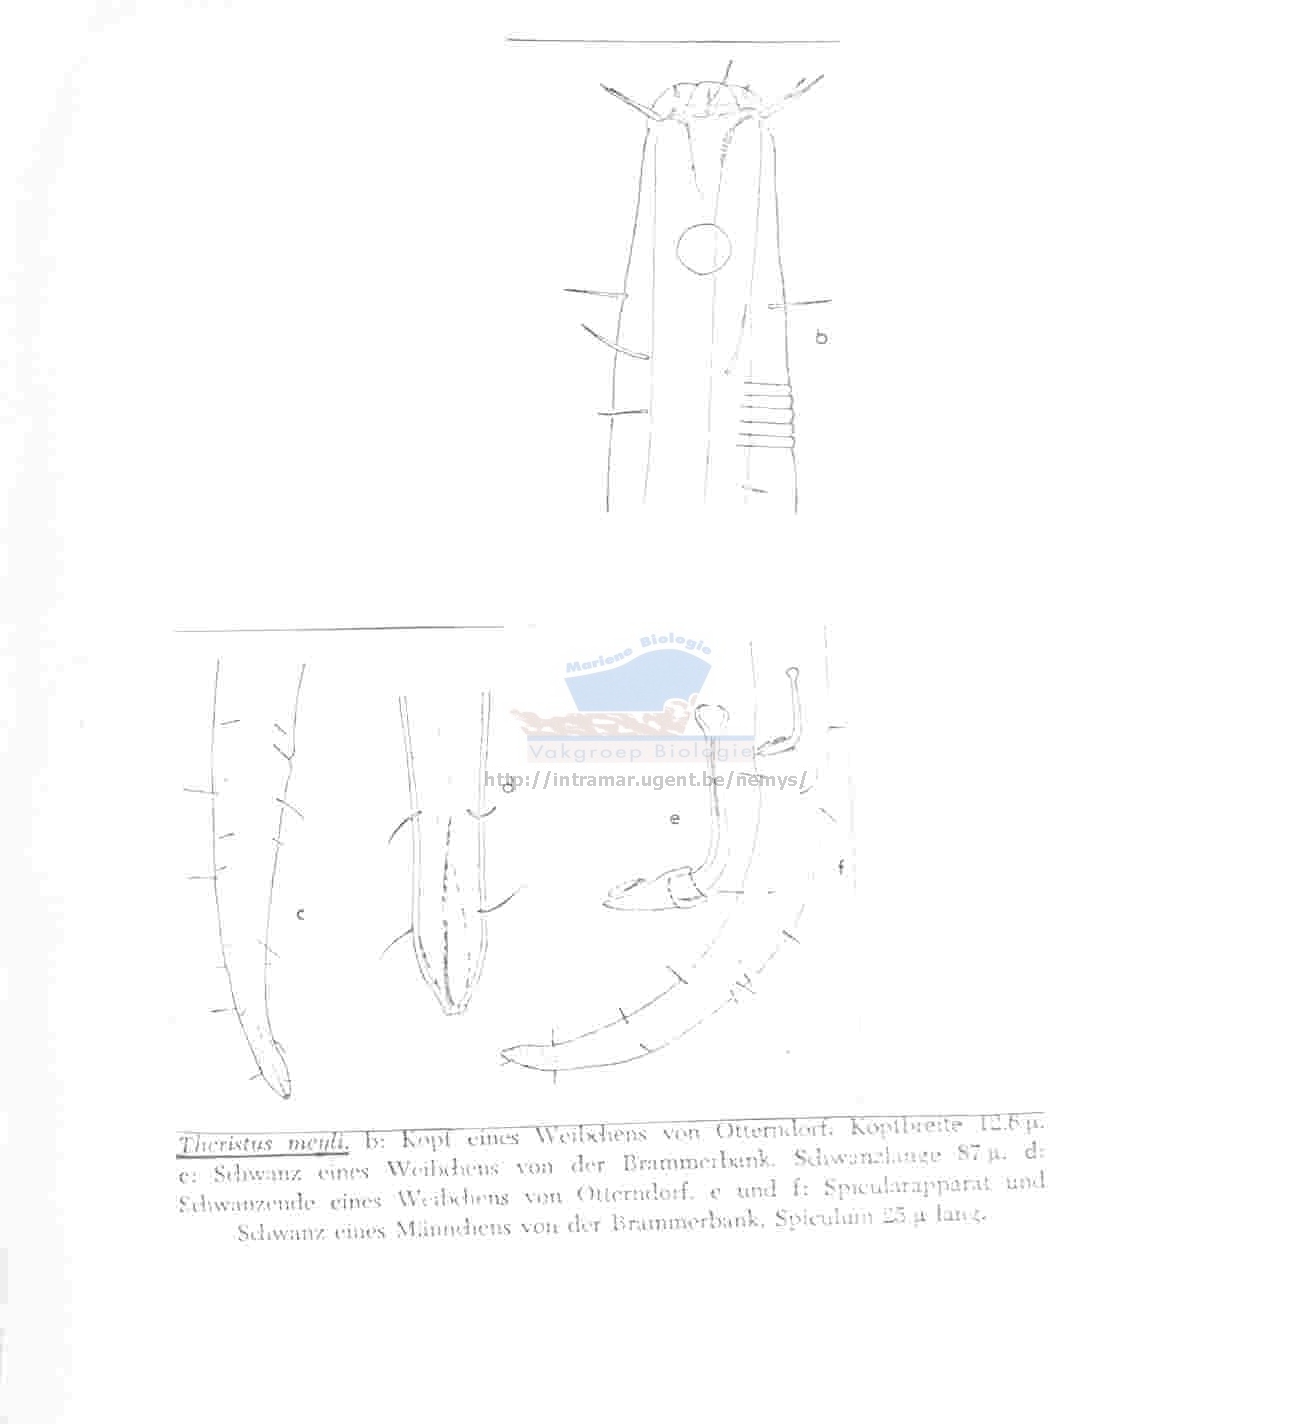 b
Mariene Biologie
Vakgroep Biologie
http://intramar.ugent.be/nemys/
d
e
f
c
Theristus meyli. b: Kopf eines Weibchens von Otterndorf. Kopfbreite 12.6 µ.
c: Schwanz eines Weibchens von der Brammerbank. Schwanzlänge 87 µ. d:
Schwanzende eines Weibchens von Otterndorf. e und f: Spicularapparat und
Schwanz eines Männchens von der Brammerbank. Spiculum 25 µ lang.